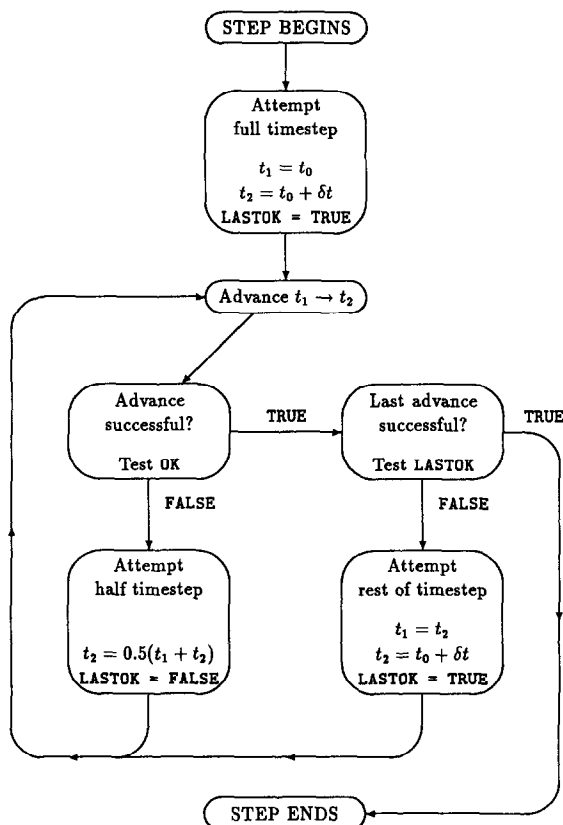 STEP BEGINS
Attempt
full timestep
t₁ = t₀
t₂ = t₀ + δt
LASTOK = TRUE
Advance t₁ → t₂
Advance
successful?
Test OK
TRUE
Last advance
successful?
Test LASTOK
TRUE
FALSE
FALSE
Attempt
half timestep
t₂ = 0.5(t₁ + t₂)
LASTOK = FALSE
Attempt
rest of timestep
t₁ = t₂
t₂ = t₀ + δt
LASTOK = TRUE
STEP ENDS